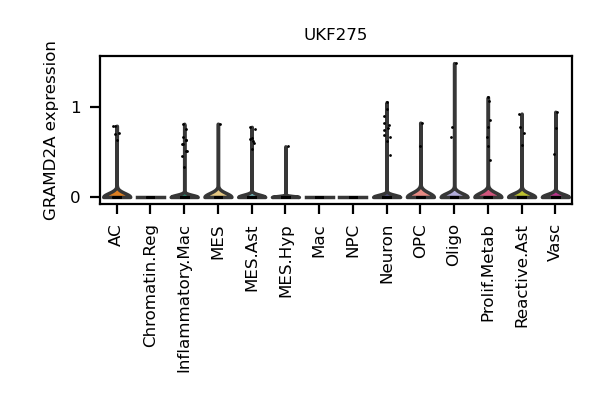 UKF275
GRAMD2A expression
1
0
AC
Chromatin.Reg
Inflammatory.Mac
MES
MES.Ast
MES.Hyp
Mac
NPC
Neuron
OPC
Oligo
Prolif.Metab
Reactive.Ast
Vasc